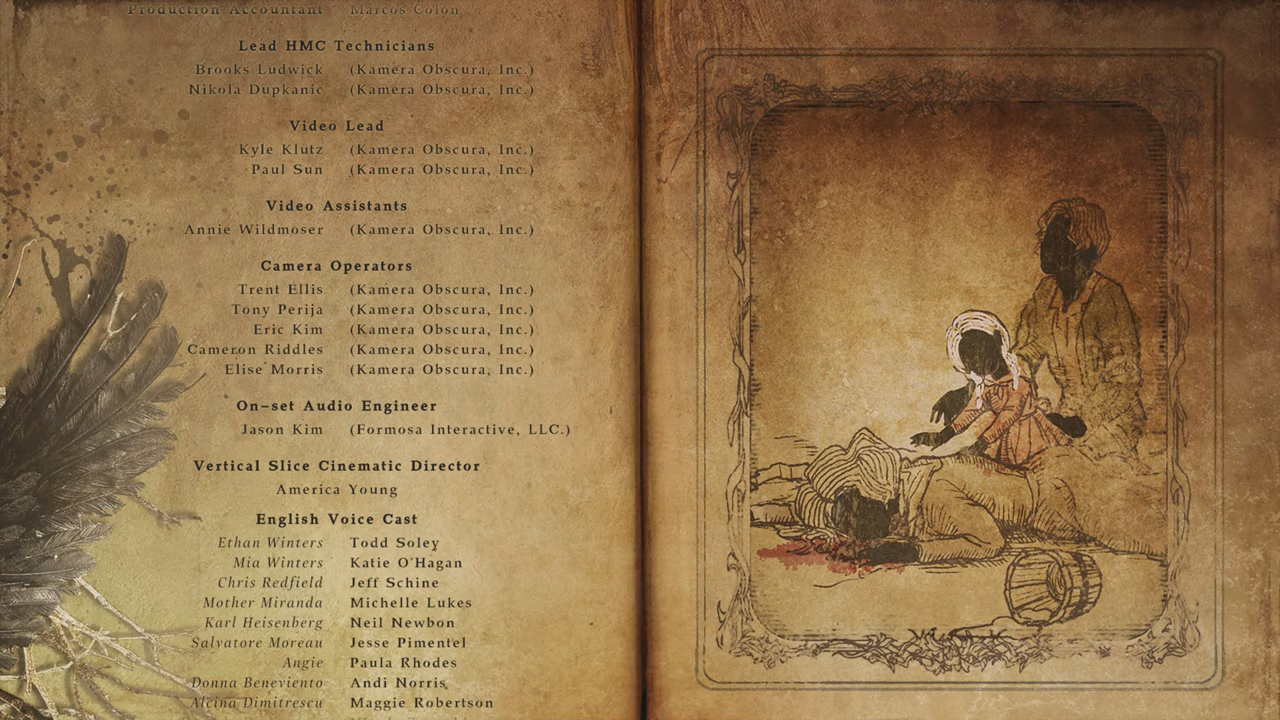 Production Accountant Marcos Colon
Lead HMC Technicians
Brooks Ludwick (Kamera Obscura, Inc.)
Nikola Dupkanic (Kamera Obscura, Inc.)
Video Lead
Kyle Klutz (Kamera Obscura, Inc.)
Paul Sun (Kamera Obscura, Inc.)
Video Assistants
Annie Wildmoser (Kamera Obscura, Inc.)
Camera Operators
Trent Ellis (Kamera Obscura, Inc.)
Tony Perija (Kamera Obscura, Inc.)
Eric Kim (Kamera Obscura, Inc.)
Cameron Riddles (Kamera Obscura, Inc.)
Elise Morris (Kamera Obscura, Inc.)
On-set Audio Engineer
Jason Kim (Formosa Interactive, LLC.)
Vertical Slice Cinematic Director
America Young
English Voice Cast
Ethan Winters Todd Soley
Mia Winters Katie O'Hagan
Chris Redfield Jeff Schine
Mother Miranda Michelle Lukes
Karl Heisenberg Neil Newbon
Salvatore Moreau Jesse Pimentel
Angie Paula Rhodes
Donna Beneviento Andi Norris
Alcina Dimitrescu Maggie Robertson